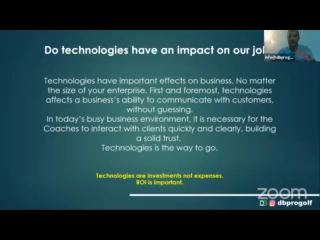 info@dbprog...
Do technologies have an impact on our jo
Technologies have important effects on business. No matter
the size of your enterprise. First and foremost, technologies
affects a business's ability to communicate with customers,
without guessing.
In today's busy business environment, it is necessary for the
Coaches to interact with clients quickly and clearly, building
a solid trust.
Technologies is the way to go.
Technologies are investments not expenses.
ROI is important.
zoom
dbprogolf